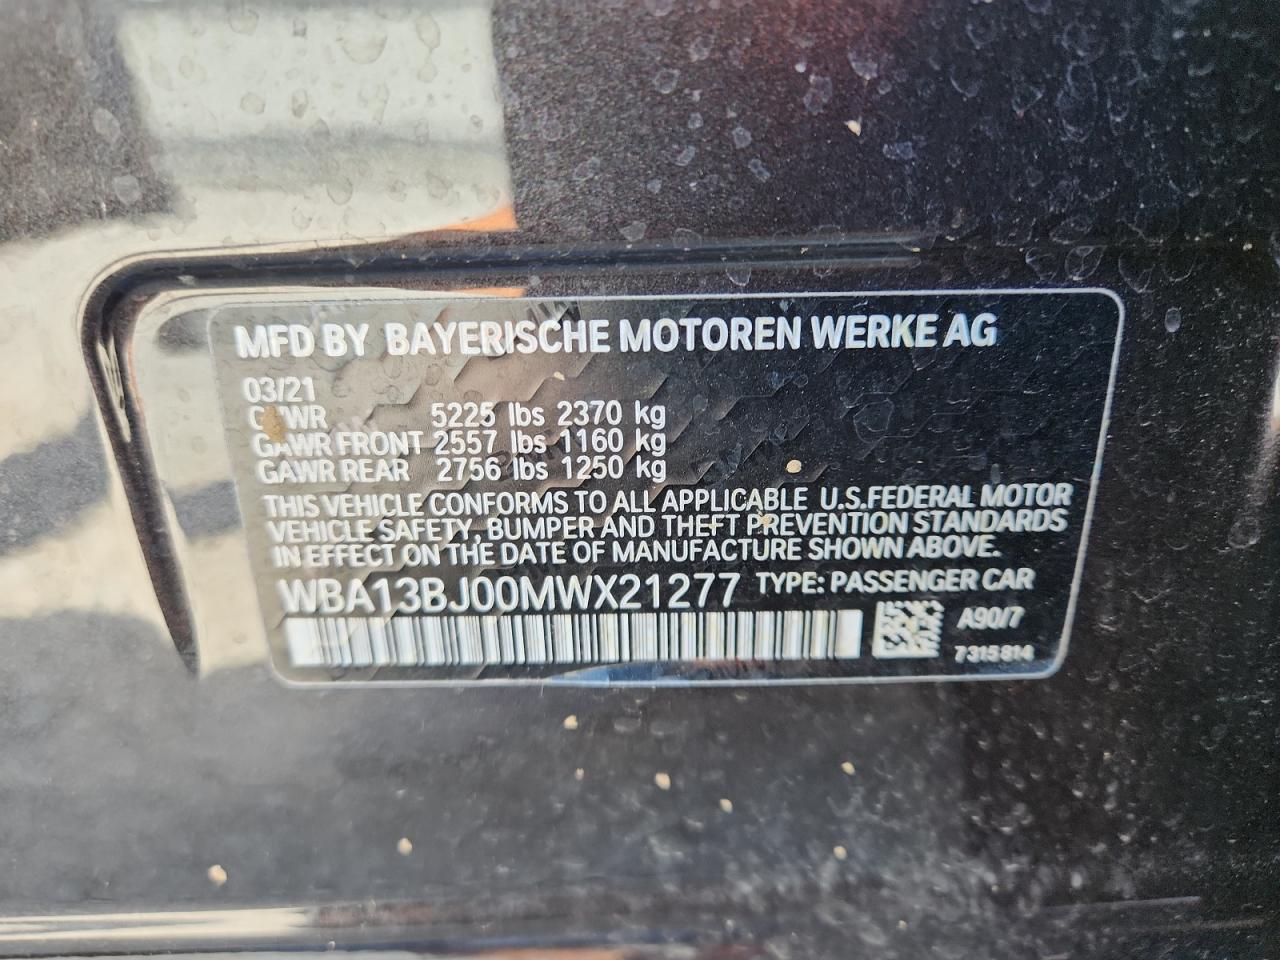 MFD BY BAYERISCHE MOTOREN WERKE AG
03/21
GVWR 5225 lbs 2370 kg
GAWR FRONT 2557 lbs 1160 kg
GAWR REAR 2756 lbs 1250 kg
THIS VEHICLE CONFORMS TO ALL APPLICABLE U.S.FEDERAL MOTOR
VEHICLE SAFETY, BUMPER AND THEFT PREVENTION STANDARDS
IN EFFECT ON THE DATE OF MANUFACTURE SHOWN ABOVE.
WBA13BJ00MWX21277 TYPE: PASSENGER CAR
A90/7
7315814